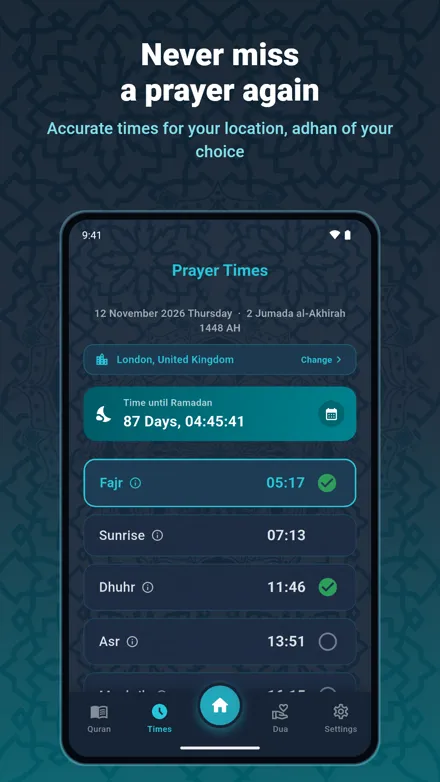 Never miss
a prayer again
Accurate times for your location, adhan of your
choice
9:41
Prayer Times
12 November 2026 Thursday · 2 Jumada al-Akhirah
1448 AH
London, United Kingdom Change >
Time until Ramadan
87 Days, 04:45:41
Fajr 05:17
Sunrise 07:13
Dhuhr 11:46
Asr 13:51
Quran Times Dua Settings